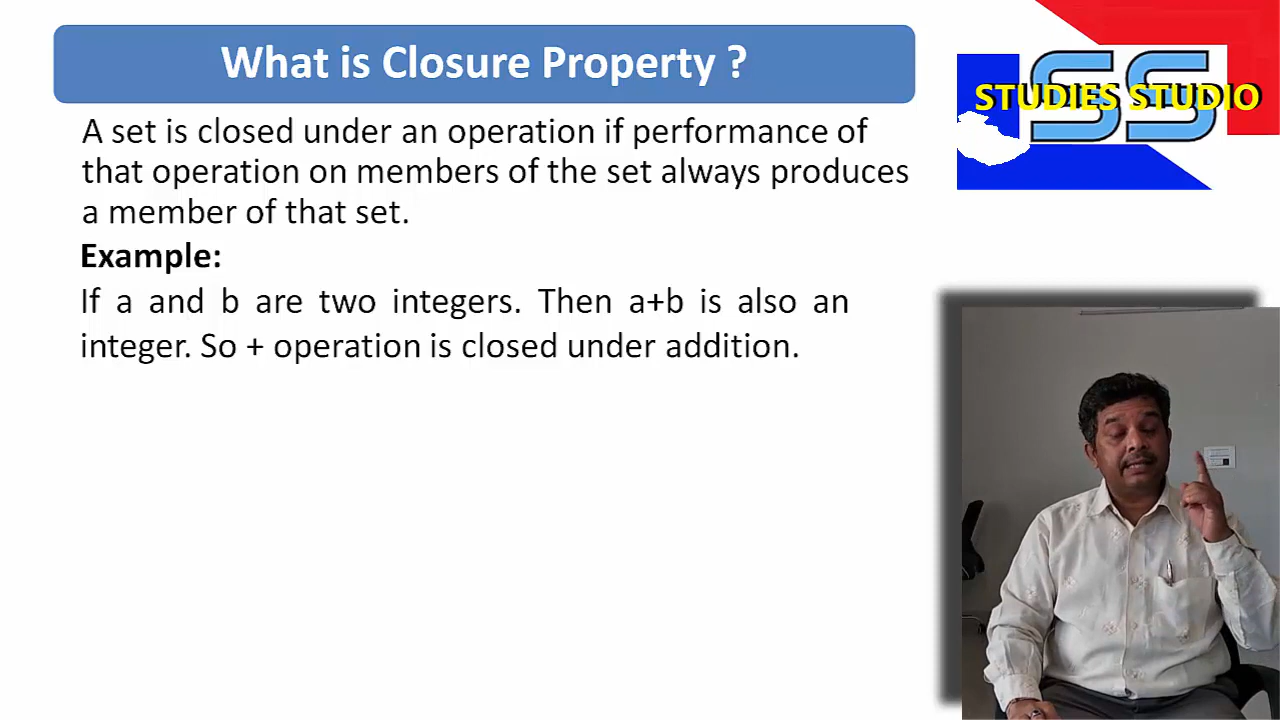 What is Closure Property ?
SS
STUDIES STUDIO
A set is closed under an operation if performance of
that operation on members of the set always produces
a member of that set.
Example:
If a and b are two integers. Then a+b is also an
integer. So + operation is closed under addition.